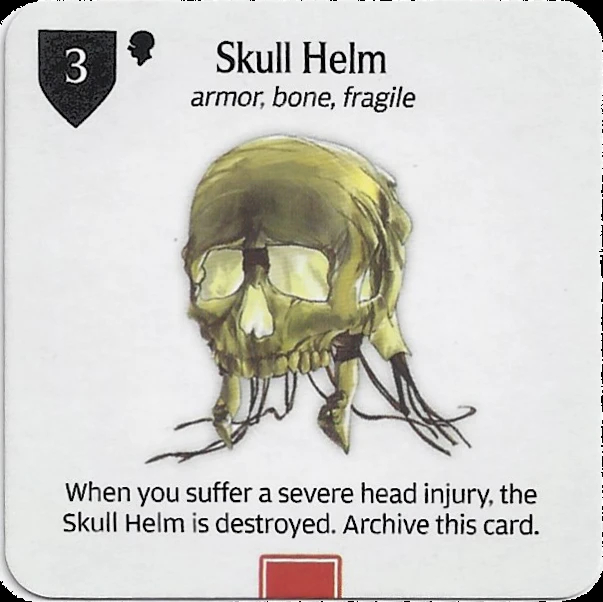 3
Skull Helm
armor, bone, fragile
When you suffer a severe head injury, the
Skull Helm is destroyed. Archive this card.